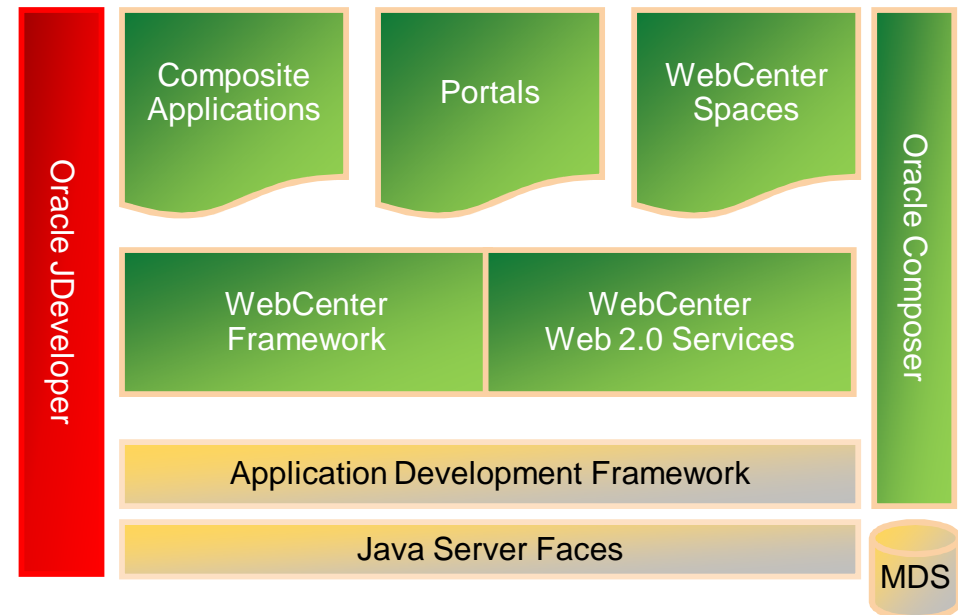 Oracle JDeveloper
Composite
Applications
Portals
WebCenter
Spaces
Oracle Composer
WebCenter
Framework
WebCenter
Web 2.0 Services
Application Development Framework
Java Server Faces
MDS